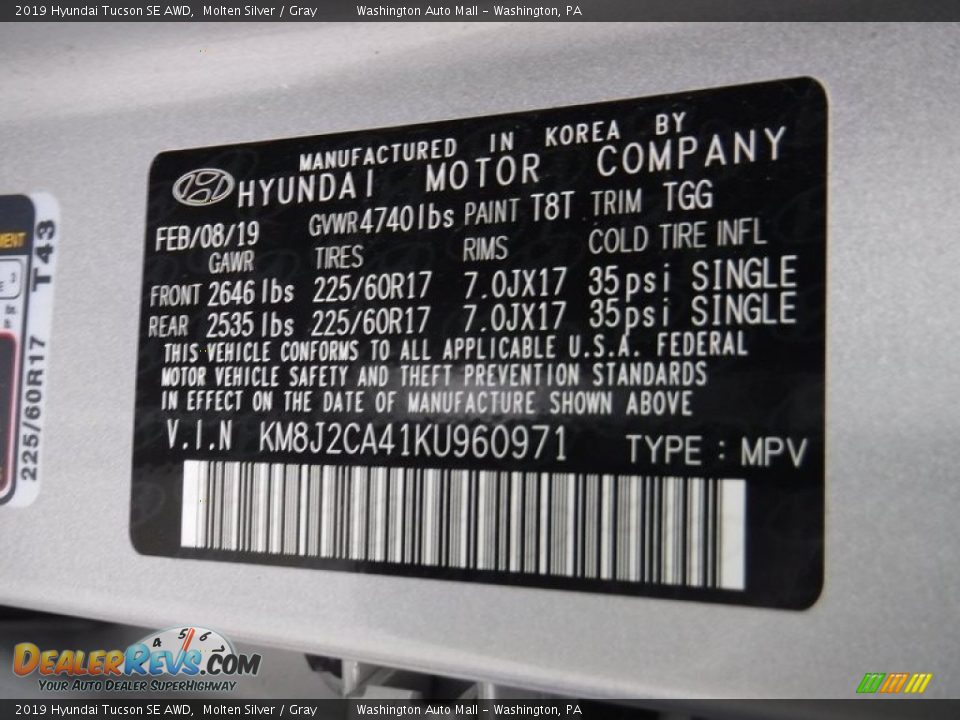 2019 Hyundai Tucson SE AWD, Molten Silver / Gray Washington Auto Mall - Washington, PA
MANUFACTURED IN KOREA BY
HYUNDAI MOTOR COMPANY
FEB/08/19 GVWR 4740lbs PAINT T8T TRIM TGG
GAWR TIRES RIMS COLD TIRE INFL
FRONT 2646 lbs 225/60R17 7.0JX17 35psi SINGLE
REAR 2535 lbs 225/60R17 7.0JX17 35psi SINGLE
THIS VEHICLE CONFORMS TO ALL APPLICABLE U.S.A. FEDERAL
MOTOR VEHICLE SAFETY AND THEFT PREVENTION STANDARDS
IN EFFECT ON THE DATE OF MANUFACTURE SHOWN ABOVE
V.I.N KM8J2CA41KU960971 TYPE : MPV
225/60R17 T43
4 5 6
DEALERREVS.COM
YOUR AUTO DEALER SUPERHIGHWAY
2019 Hyundai Tucson SE AWD, Molten Silver / Gray Washington Auto Mall - Washington, PA